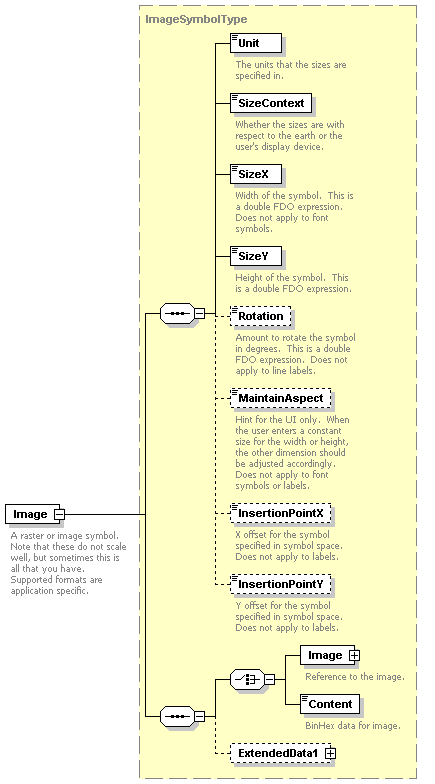 ImageSymbolType
Unit
The units that the sizes are
specified in.
SizeContext
Whether the sizes are with
respect to the earth or the
user's display device.
SizeX
Width of the symbol.  This is
a double FDO expression.
Does not apply to font
symbols.
SizeY
Height of the symbol.  This
is a double FDO expression.
Rotation
Amount to rotate the symbol
in degrees.  This is a double
FDO expression.  Does not
apply to line labels.
MaintainAspect
Hint for the UI only.  When
the user enters a constant
size for the width or height,
the other dimension should
be adjusted accordingly.
Does not apply to font
symbols or labels.
InsertionPointX
X offset for the symbol
specified in symbol space.
Does not apply to labels.
InsertionPointY
Y offset for the symbol
specified in symbol space.
Does not apply to labels.
Image
A raster or image symbol.
Note that these do not scale
well, but sometimes this is
all that you have.
Supported formats are
application specific.
Image
Reference to the image.
Content
BinHex data for image.
ExtendedData1